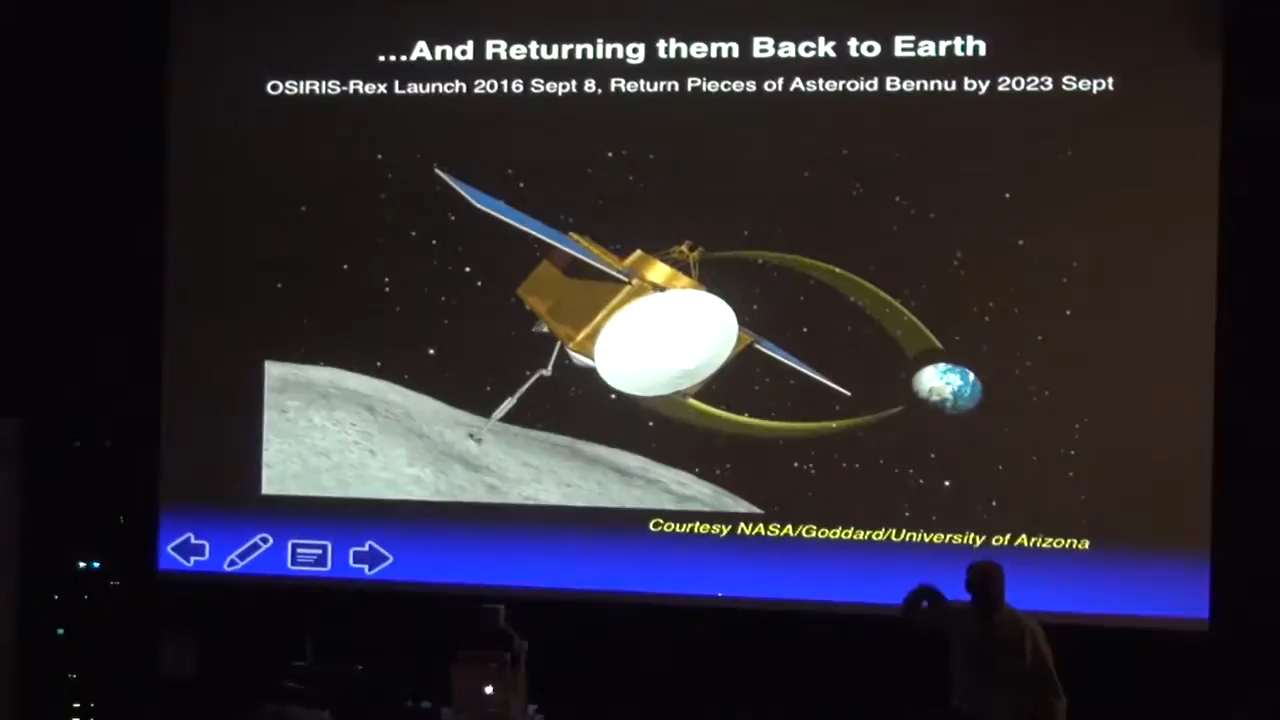 ...And Returning them Back to Earth
OSIRIS-Rex Launch 2016 Sept 8, Return Pieces of Asteroid Bennu by 2023 Sept
Courtesy NASA/Goddard/University of Arizona